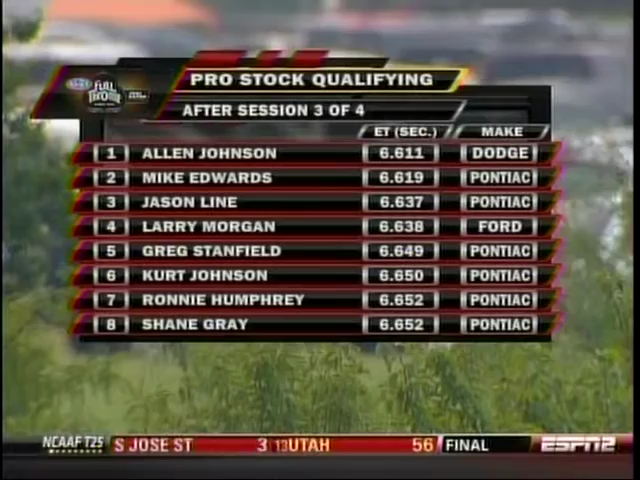 FULL THROTTLE
PRO STOCK QUALIFYING
AFTER SESSION 3 OF 4
ET (SEC.) MAKE
1 ALLEN JOHNSON 6.611 DODGE
2 MIKE EDWARDS 6.619 PONTIAC
3 JASON LINE 6.637 PONTIAC
4 LARRY MORGAN 6.638 FORD
5 GREG STANFIELD 6.649 PONTIAC
6 KURT JOHNSON 6.650 PONTIAC
7 RONNIE HUMPHREY 6.652 PONTIAC
8 SHANE GRAY 6.652 PONTIAC
NCAAF T25 S JOSE ST 3 13 UTAH 56 FINAL ESPN2